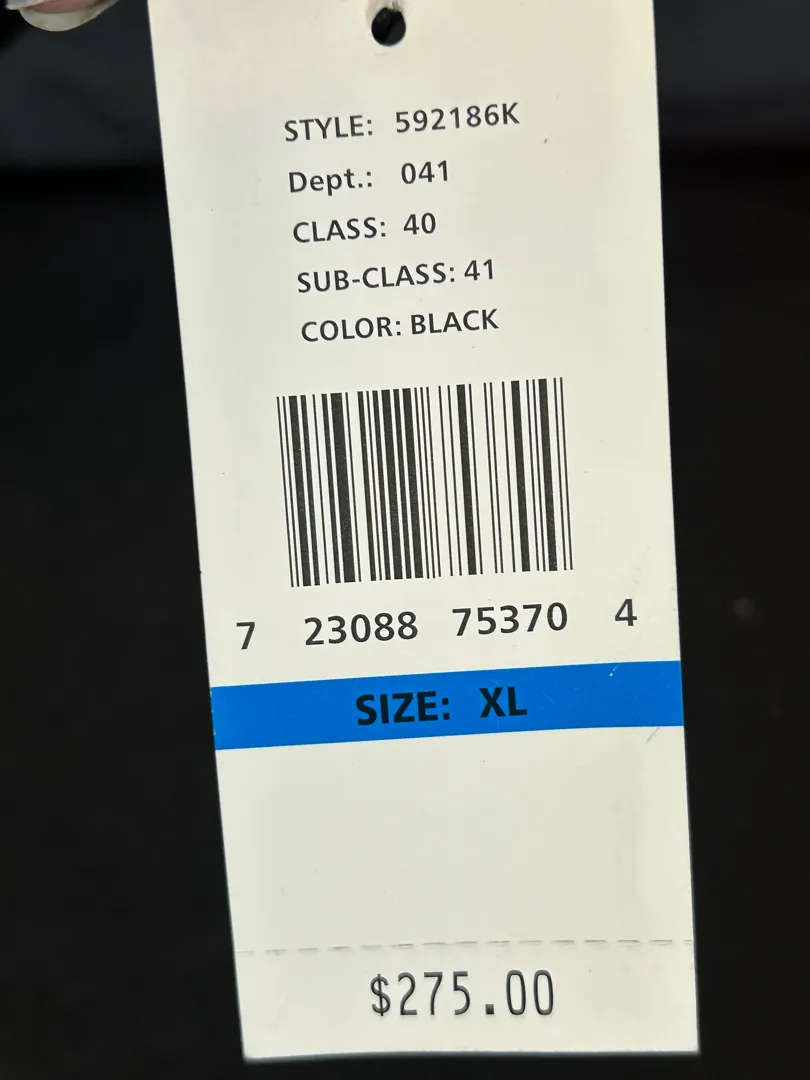 STYLE: 592186K
Dept.: 041
CLASS: 40
SUB-CLASS: 41
COLOR: BLACK
7 23088 75370 4
SIZE: XL
$275.00